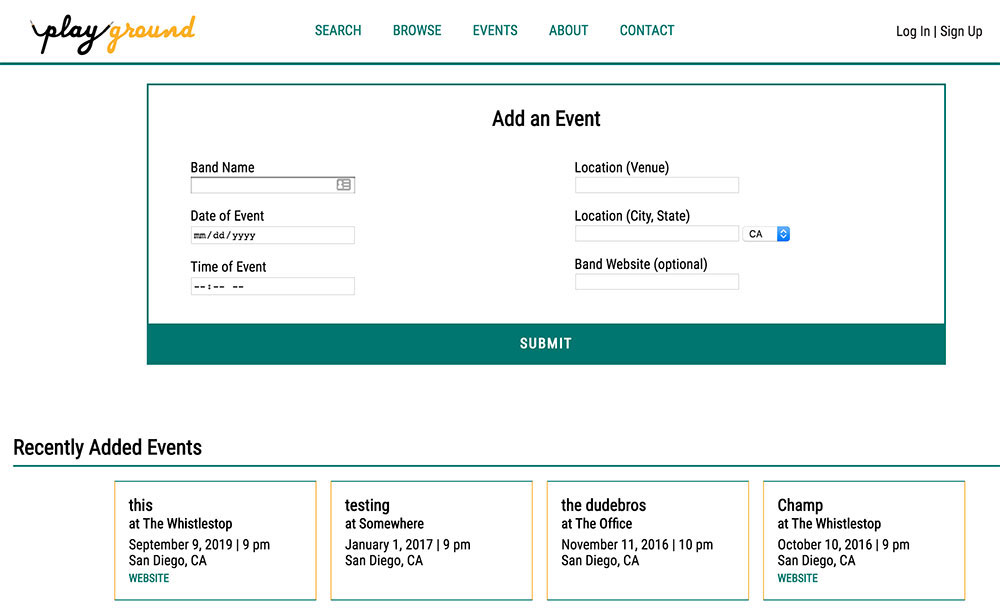 playground
SEARCH BROWSE EVENTS ABOUT CONTACT
Log In | Sign Up
Add an Event
Band Name
Date of Event
mm/dd/yyyy
Time of Event
--:-- --
Location (Venue)
Location (City, State)
CA
Band Website (optional)
SUBMIT
Recently Added Events
this
at The Whistlestop
September 9, 2019 | 9 pm
San Diego, CA
WEBSITE
testing
at Somewhere
January 1, 2017 | 9 pm
San Diego, CA
the dudebros
at The Office
November 11, 2016 | 10 pm
San Diego, CA
Champ
at The Whistlestop
October 10, 2016 | 9 pm
San Diego, CA
WEBSITE